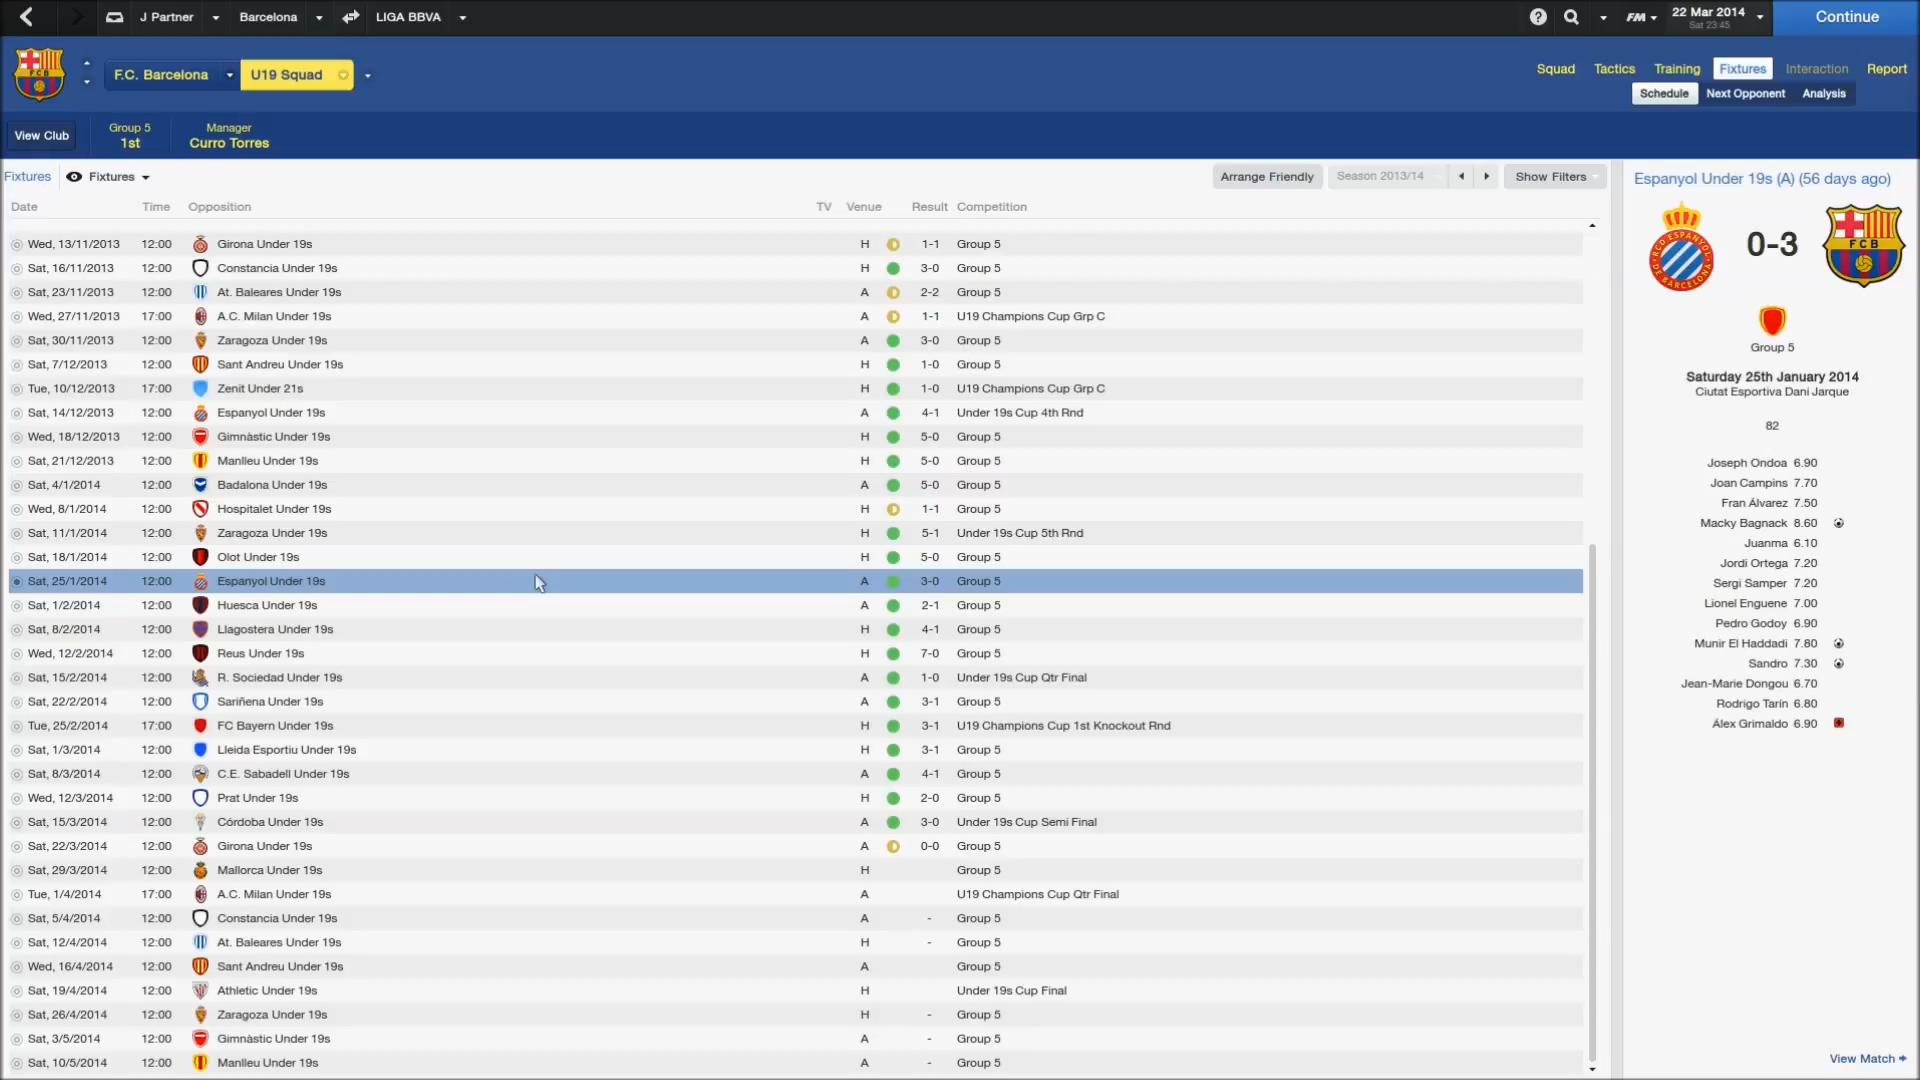 J Partner Barcelona LIGA BBVA FM 22 Mar 2014 Sat 23:45 Continue
F.C. Barcelona U19 Squad Squad Tactics Training Fixtures Interaction Report
Schedule Next Opponent Analysis
View Club Group 5 1st Manager Curro Torres
Fixtures Fixtures Arrange Friendly Season 2013/14 Show Filters
Date Time Opposition TV Venue Result Competition
Wed, 13/11/2013 12:00 Girona Under 19s H 1-1 Group 5
Sat, 16/11/2013 12:00 Constancia Under 19s H 3-0 Group 5
Sat, 23/11/2013 12:00 At. Baleares Under 19s A 2-2 Group 5
Wed, 27/11/2013 17:00 A.C. Milan Under 19s A 1-1 U19 Champions Cup Grp C
Sat, 30/11/2013 12:00 Zaragoza Under 19s A 3-0 Group 5
Sat, 7/12/2013 12:00 Sant Andreu Under 19s H 1-0 Group 5
Tue, 10/12/2013 17:00 Zenit Under 21s H 1-0 U19 Champions Cup Grp C
Sat, 14/12/2013 12:00 Espanyol Under 19s A 4-1 Under 19s Cup 4th Rnd
Wed, 18/12/2013 12:00 Gimnàstic Under 19s H 5-0 Group 5
Sat, 21/12/2013 12:00 Manlleu Under 19s H 5-0 Group 5
Sat, 4/1/2014 12:00 Badalona Under 19s A 5-0 Group 5
Wed, 8/1/2014 12:00 Hospitalet Under 19s H 1-1 Group 5
Sat, 11/1/2014 12:00 Zaragoza Under 19s H 5-1 Under 19s Cup 5th Rnd
Sat, 18/1/2014 12:00 Olot Under 19s H 5-0 Group 5
Sat, 25/1/2014 12:00 Espanyol Under 19s A 3-0 Group 5
Sat, 1/2/2014 12:00 Huesca Under 19s A 2-1 Group 5
Sat, 8/2/2014 12:00 Llagostera Under 19s H 4-1 Group 5
Wed, 12/2/2014 12:00 Reus Under 19s H 7-0 Group 5
Sat, 15/2/2014 12:00 R. Sociedad Under 19s A 1-0 Under 19s Cup Qtr Final
Sat, 22/2/2014 12:00 Sariñena Under 19s A 3-1 Group 5
Tue, 25/2/2014 17:00 FC Bayern Under 19s H 3-1 U19 Champions Cup 1st Knockout Rnd
Sat, 1/3/2014 12:00 Lleida Esportiu Under 19s H 3-1 Group 5
Sat, 8/3/2014 12:00 C.E. Sabadell Under 19s A 4-1 Group 5
Wed, 12/3/2014 12:00 Prat Under 19s H 2-0 Group 5
Sat, 15/3/2014 12:00 Córdoba Under 19s A 3-0 Under 19s Cup Semi Final
Sat, 22/3/2014 12:00 Girona Under 19s A 0-0 Group 5
Sat, 29/3/2014 12:00 Mallorca Under 19s H Group 5
Tue, 1/4/2014 17:00 A.C. Milan Under 19s A U19 Champions Cup Qtr Final
Sat, 5/4/2014 12:00 Constancia Under 19s A - Group 5
Sat, 12/4/2014 12:00 At. Baleares Under 19s H - Group 5
Wed, 16/4/2014 12:00 Sant Andreu Under 19s A Group 5
Sat, 19/4/2014 12:00 Athletic Under 19s H Under 19s Cup Final
Sat, 26/4/2014 12:00 Zaragoza Under 19s H - Group 5
Sat, 3/5/2014 12:00 Gimnàstic Under 19s A - Group 5
Sat, 10/5/2014 12:00 Manlleu Under 19s A - Group 5
Espanyol Under 19s (A) (56 days ago)
0-3
Group 5
Saturday 25th January 2014
Ciutat Esportiva Dani Jarque
82
Joseph Ondoa 6.90
Joan Campins 7.70
Fran Álvarez 7.50
Macky Bagnack 8.60
Juanma 6.10
Jordi Ortega 7.20
Sergi Samper 7.20
Lionel Enguene 7.00
Pedro Godoy 6.90
Munir El Haddadi 7.80
Sandro 7.30
Jean-Marie Dongou 6.70
Rodrigo Tarín 6.80
Álex Grimaldo 6.90
View Match